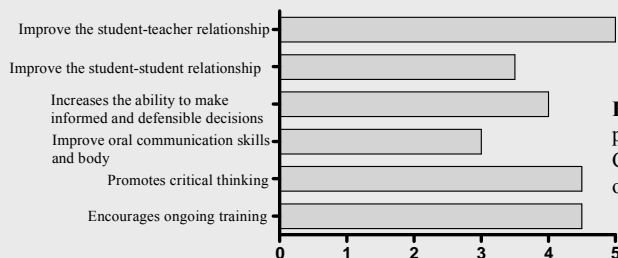 Improve the student-teacher relationship
Improve the student-student relationship
Increases the ability to make
informed and defensible decisions
Improve oral communication skills
and body
Promotes critical thinking
Encourages ongoing training
0 1 2 3 4 5